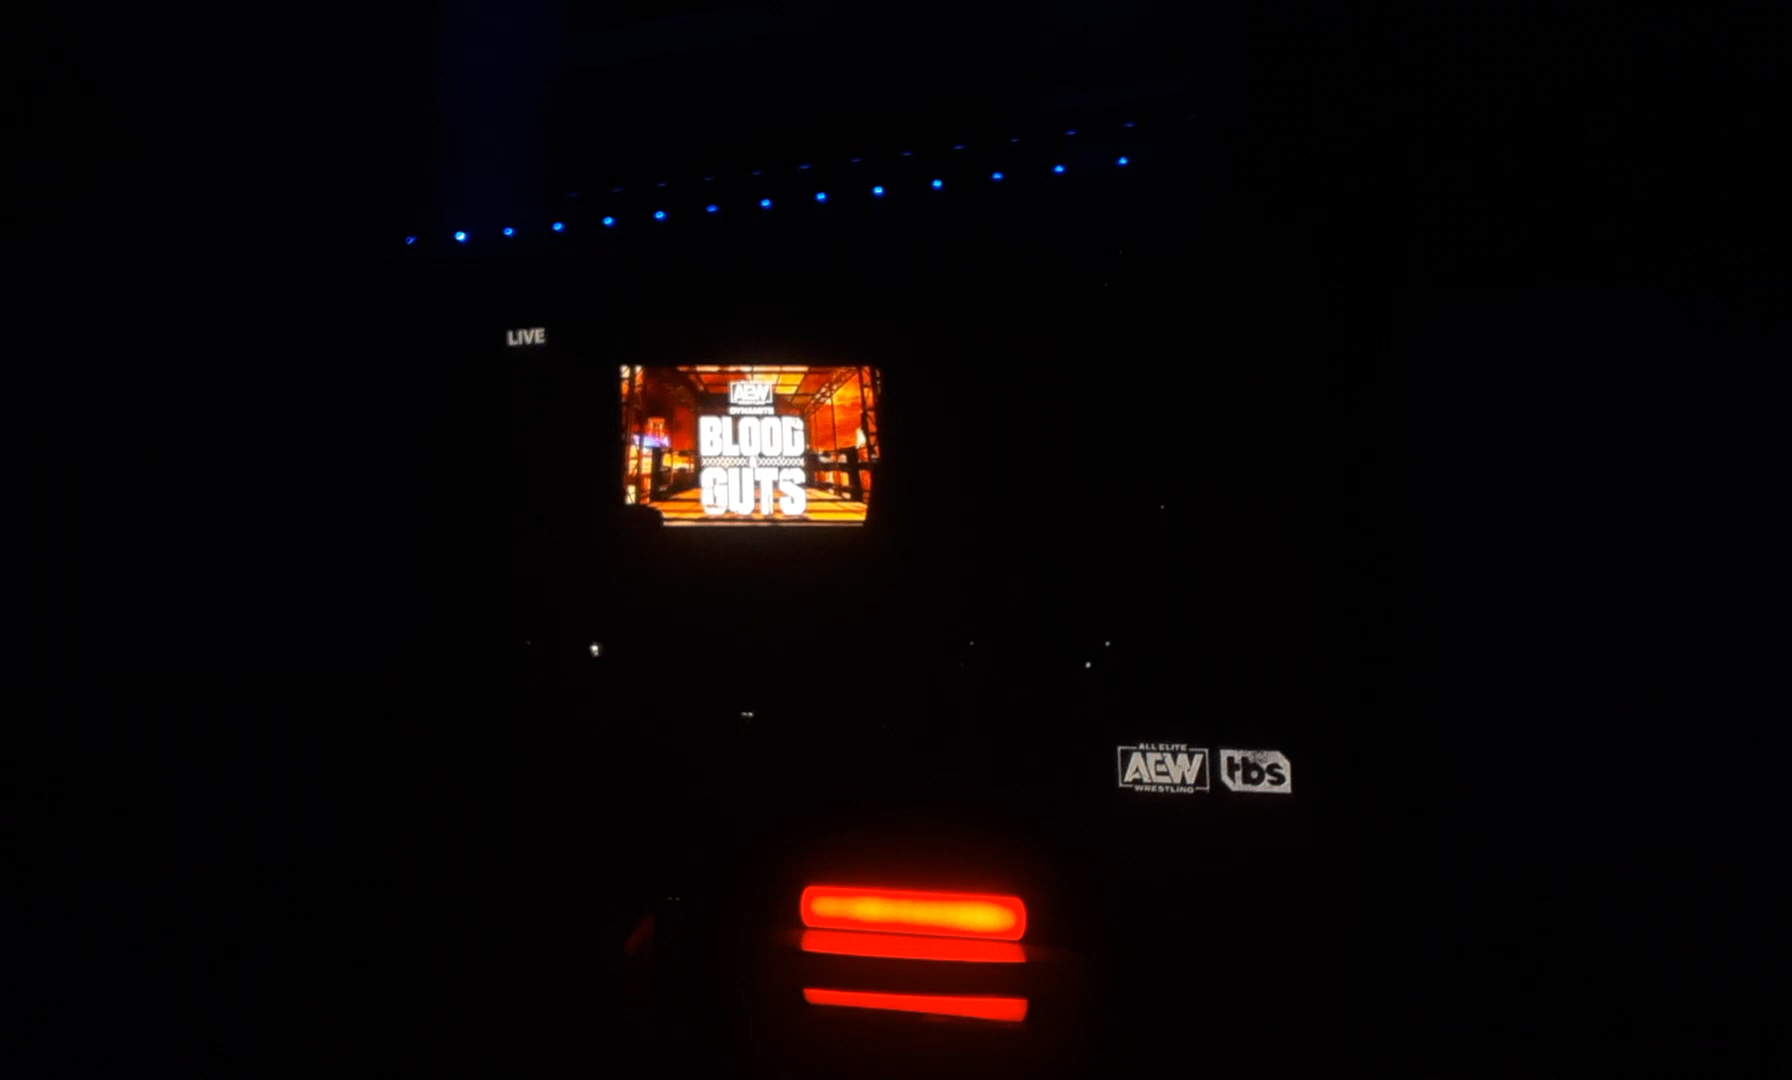 LIVE
AEW
DYNAMITE
BLOOD
&
GUTS
ALL ELITE
AEW
WRESTLING
tbs